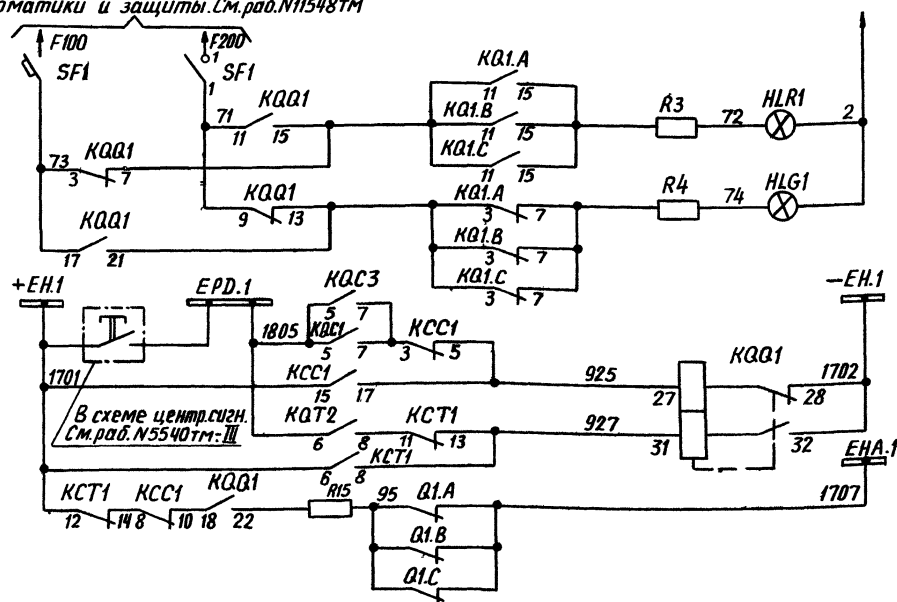 оматики и защиты. См. раб. N11548ТМ
F100
F200
SF1
1
SF1
1
71
KQQ1
11 15
KQ1.A
11 15
KQ1.B
11 15
KQ1.C
11 15
R3
72
HLR1
2
73
KQQ1
3 7
KQQ1
9 13
KQ1.A
3 7
KQ1.B
3 7
KQ1.C
3 7
R4
74
HLG1
KQQ1
17 21
+EH.1
EPD.1
KQC3
5 7
–EH.1
1805
KQC1
5 7
KCC1
3 5
KQQ1
1701
KCC1
15 17
925
27
28
1702
В схеме центр.сигн.
См.раб. N5540тм-III
KQT2
6 8
KCT1
11 13
927
31
32
6 8
KCT1
EHA.1
KCT1
12 14
KCC1
8 10
KQQ1
18 22
R15
95
Q1.A
1707
Q1.B
Q1.C